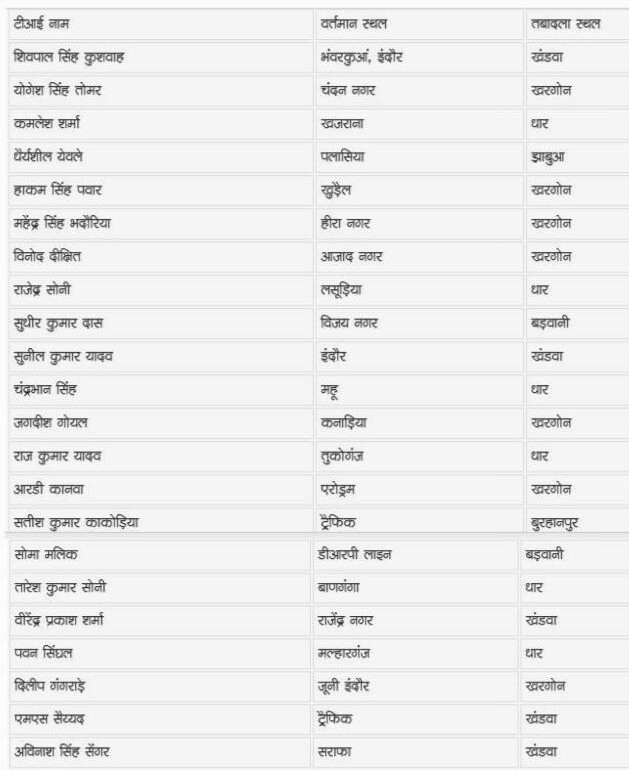 टीआई नाम वर्तमान स्थल तबादला स्थल
शिवपाल सिंह कुशवाह भंवरकुआं, इंदौर खंडवा
योगेश सिंह तोमर चंदन नगर खरगोन
कमलेश शर्मा खजराना धार
धैर्यशील येवले पलासिया झाबुआ
हाकम सिंह पवार खुड़ैल खरगोन
महेंद्र सिंह भदौरिया हीरा नगर खरगोन
विनोद दीक्षित आजाद नगर खरगोन
राजेंद्र सोनी लसूड़िया धार
सुधीर कुमार दास विजय नगर बड़वानी
सुनील कुमार यादव इंदौर खंडवा
चंद्रभान सिंह महू धार
जगदीश गोयल कनाड़िया खरगोन
राज कुमार यादव तुकोगंज धार
आरडी कानवा एरोड्रम खरगोन
सतीश कुमार काकोड़िया ट्रैफिक बुरहानपुर
सोमा मलिक डीआरपी लाइन बड़वानी
तारेश कुमार सोनी बाणगंगा धार
वीरेंद्र प्रकाश शर्मा राजेंद्र नगर खंडवा
पवन सिंघल मल्हारगंज धार
दिलीप गंगराड़े जूनी इंदौर खरगोन
एमएस सैय्यद ट्रैफिक खंडवा
अविनाश सिंह सेंगर सराफा खंडवा